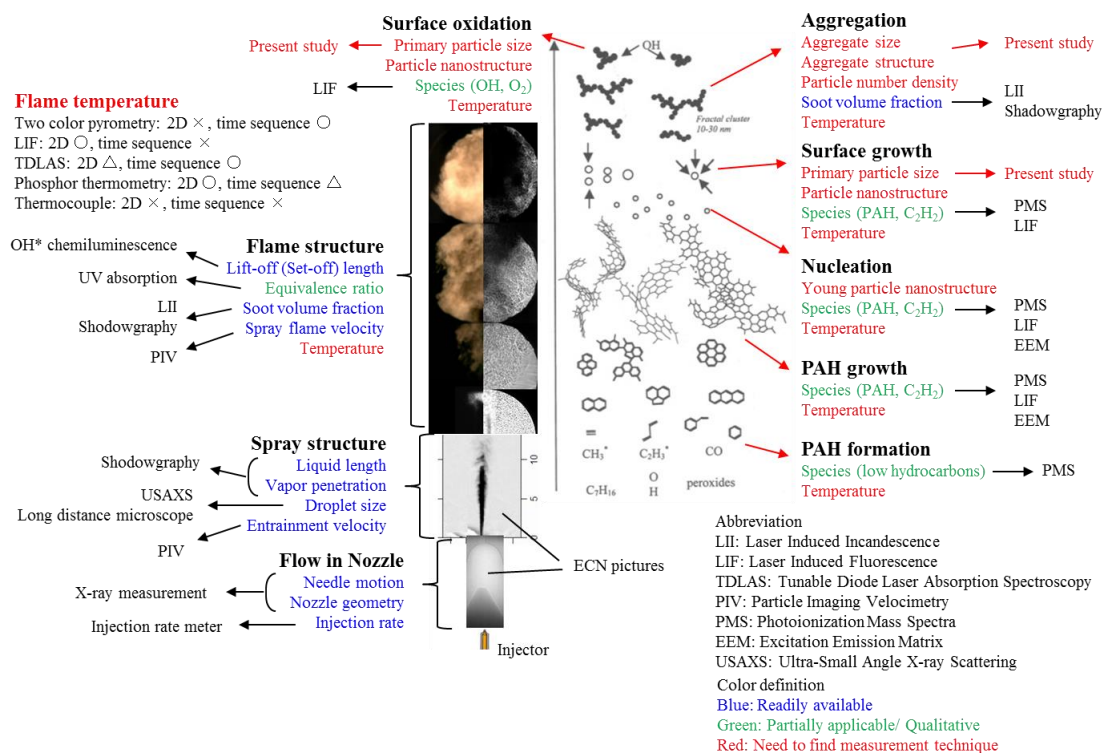 Surface oxidation
Present study
Primary particle size
Particle nanostructure
LIF
Species (OH, O₂)
Temperature
Flame temperature
Two color pyrometry: 2D ×, time sequence ○
LIF: 2D ○, time sequence ×
TDLAS: 2D △, time sequence ○
Phosphor thermometry: 2D ○, time sequence △
Thermocouple: 2D ×, time sequence ×
OH* chemiluminescence
UV absorption
LII
Shodowgraphy
PIV
Flame structure
Lift-off (Set-off) length
Equivalence ratio
Soot volume fraction
Spray flame velocity
Temperature
Spray structure
Shodowgraphy
Liquid length
Vapor penetration
USAXS
Long distance microscope
Droplet size
Entrainment velocity
PIV
Flow in Nozzle
X-ray measurement
Needle motion
Nozzle geometry
Injection rate meter
Injection rate
10
5
0
ECN pictures
Injector
OH
Fractal cluster
10-30 nm
CH₃*
C₂H₃*
CO
C₇H₁₆
O
H
peroxides
Aggregation
Aggregate size
Present study
Aggregate structure
Particle number density
Soot volume fraction
LII
Shadowgraphy
Temperature
Surface growth
Primary particle size
Present study
Particle nanostructure
Species (PAH, C₂H₂)
PMS
LIF
Temperature
Nucleation
Young particle nanostructure
Species (PAH, C₂H₂)
PMS
LIF
EEM
Temperature
PAH growth
Species (PAH, C₂H₂)
PMS
LIF
EEM
Temperature
PAH formation
Species (low hydrocarbons)
PMS
Temperature
Abbreviation
LII: Laser Induced Incandescence
LIF: Laser Induced Fluorescence
TDLAS: Tunable Diode Laser Absorption Spectroscopy
PIV: Particle Imaging Velocimetry
PMS: Photoionization Mass Spectra
EEM: Excitation Emission Matrix
USAXS: Ultra-Small Angle X-ray Scattering
Color definition
Blue: Readily available
Green: Partially applicable/ Qualitative
Red: Need to find measurement technique